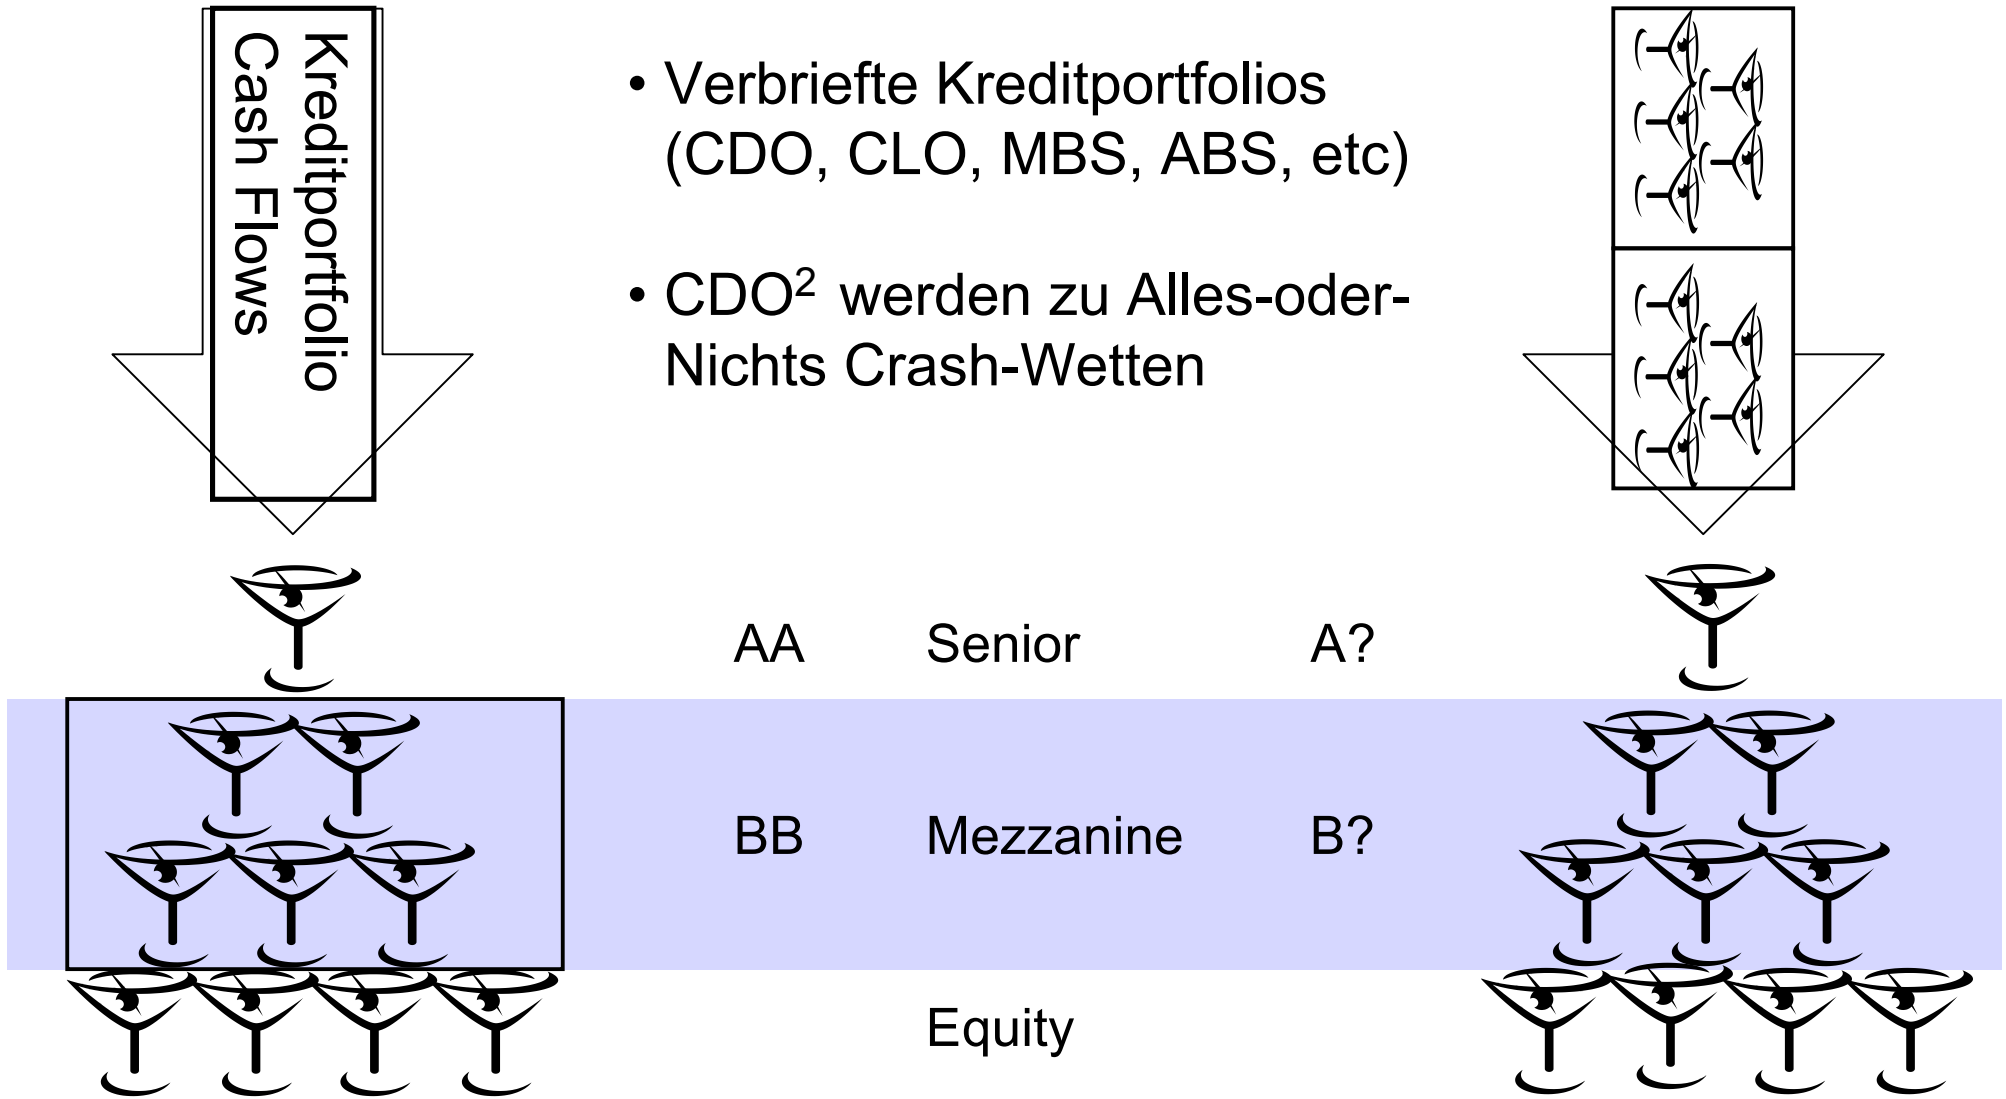 Kreditportfolio
Cash Flows
• Verbriefte Kreditportfolios
(CDO, CLO, MBS, ABS, etc)
• CDO² werden zu Alles-oder-
Nichts Crash-Wetten
AA Senior A?
BB Mezzanine B?
Equity